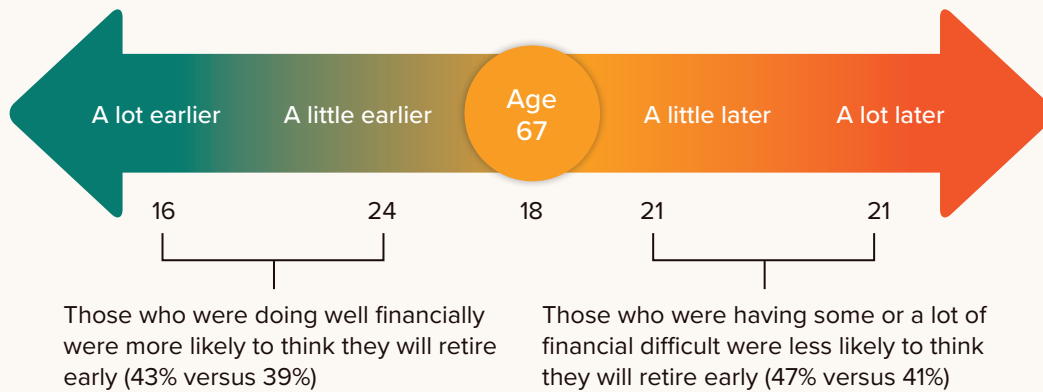 A lot earlier
A little earlier
Age
67
A little later
A lot later
16
24
18
21
21
Those who were doing well financially
were more likely to think they will retire
early (43% versus 39%)
Those who were having some or a lot of
financial difficult were less likely to think
they will retire early (47% versus 41%)